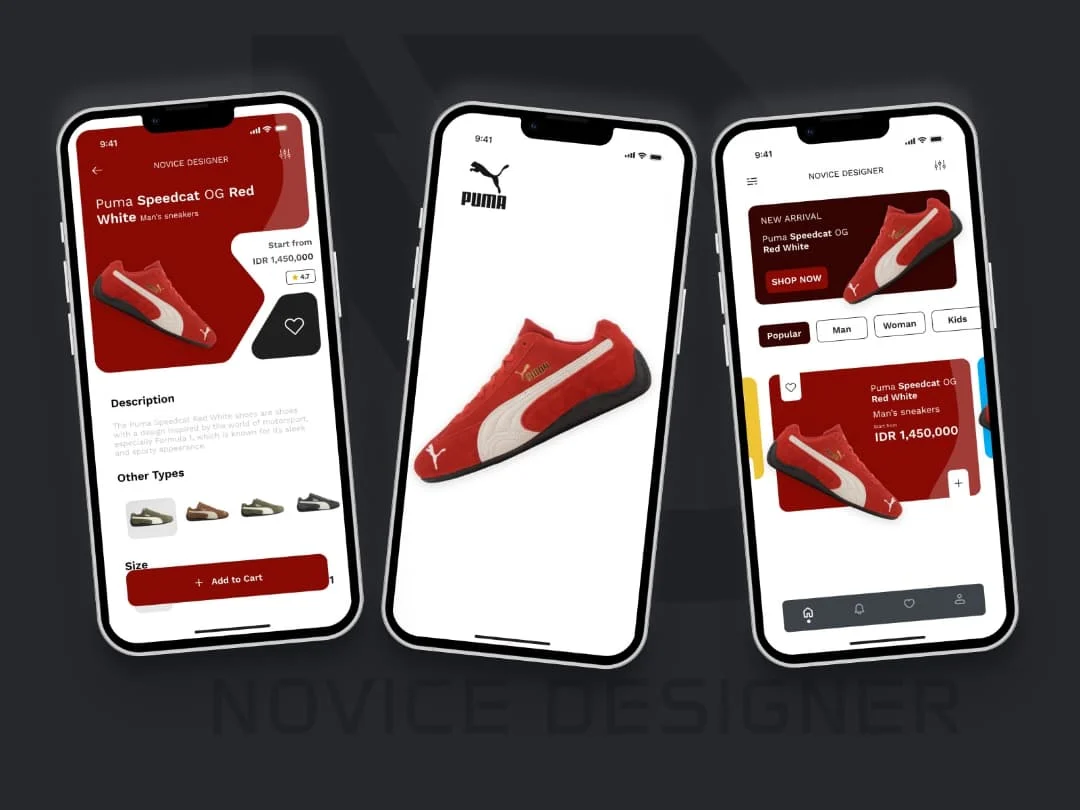 9:41
NOVICE DESIGNER
Puma Speedcat OG Red
White Man's sneakers
Start from
IDR 1,450,000
4.7
Description
The Puma Speedcat Red White shoes are shoes
with a design inspired by the world of motorsport,
especially Formula 1, which is known for its sleek
and sporty appearance.
Other Types
Size
+ Add to Cart
1
9:41
PUMA
PUMA
9:41
NOVICE DESIGNER
NEW ARRIVAL
Puma Speedcat OG
Red White
SHOP NOW
Popular
Man
Woman
Kids
Puma Speedcat OG
Red White
Man's sneakers
Start from
IDR 1,450,000
+
NOVICE DESIGNER